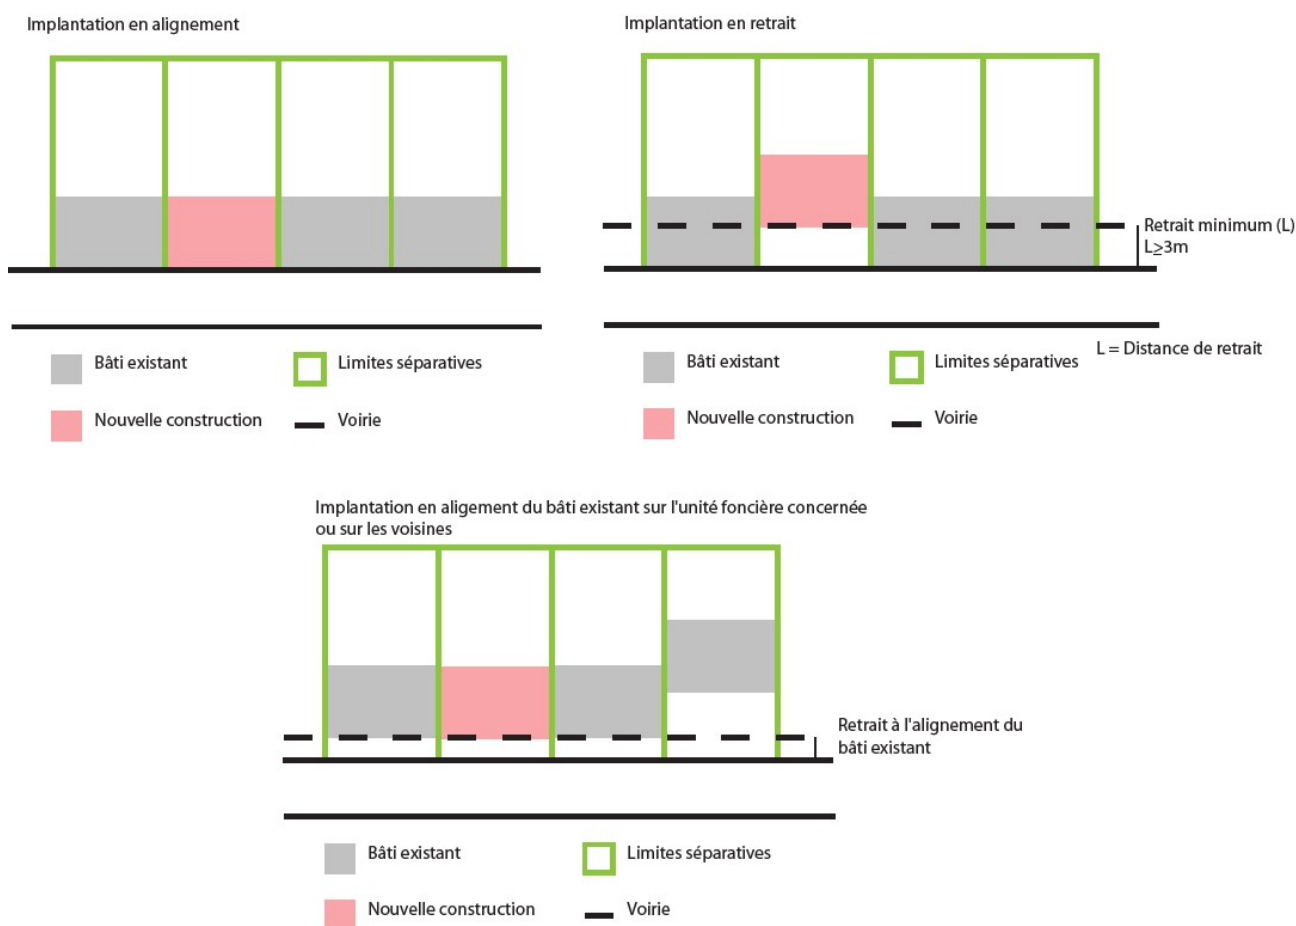 Implantation en alignement
Bâti existant
Limites séparatives
Nouvelle construction
Voirie
Implantation en retrait
Retrait minimum (L)
L≥3m
L = Distance de retrait
Bâti existant
Limites séparatives
Nouvelle construction
Voirie
Implantation en aligement du bâti existant sur l'unité foncière concernée
ou sur les voisines
Retrait à l'alignement du
bâti existant
Bâti existant
Limites séparatives
Nouvelle construction
Voirie